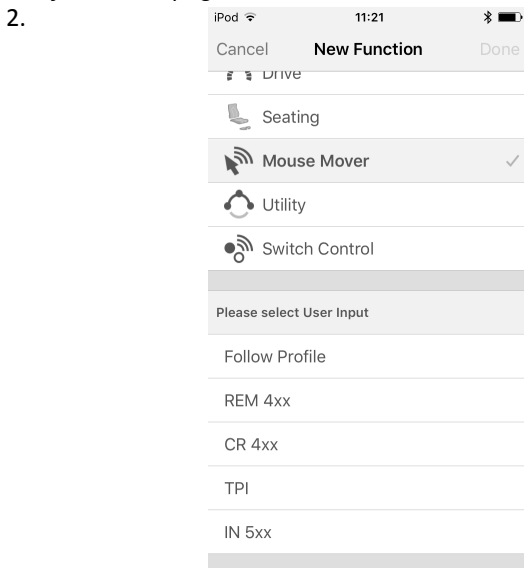 2.
iPod 11:21
Cancel New Function Done
Drive
Seating
Mouse Mover
Utility
Switch Control
Please select User Input
Follow Profile
REM 4xx
CR 4xx
TPI
IN 5xx